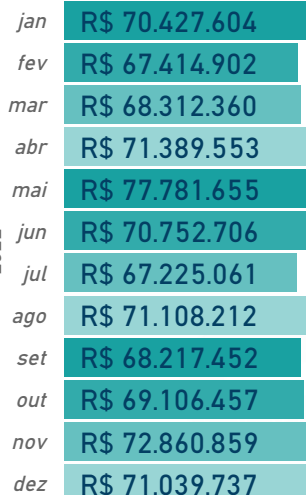 jan R$ 70.427.604
fev R$ 67.414.902
mar R$ 68.312.360
abr R$ 71.389.553
mai R$ 77.781.655
jun R$ 70.752.706
jul R$ 67.225.061
ago R$ 71.108.212
set R$ 68.217.452
out R$ 69.106.457
nov R$ 72.860.859
dez R$ 71.039.737